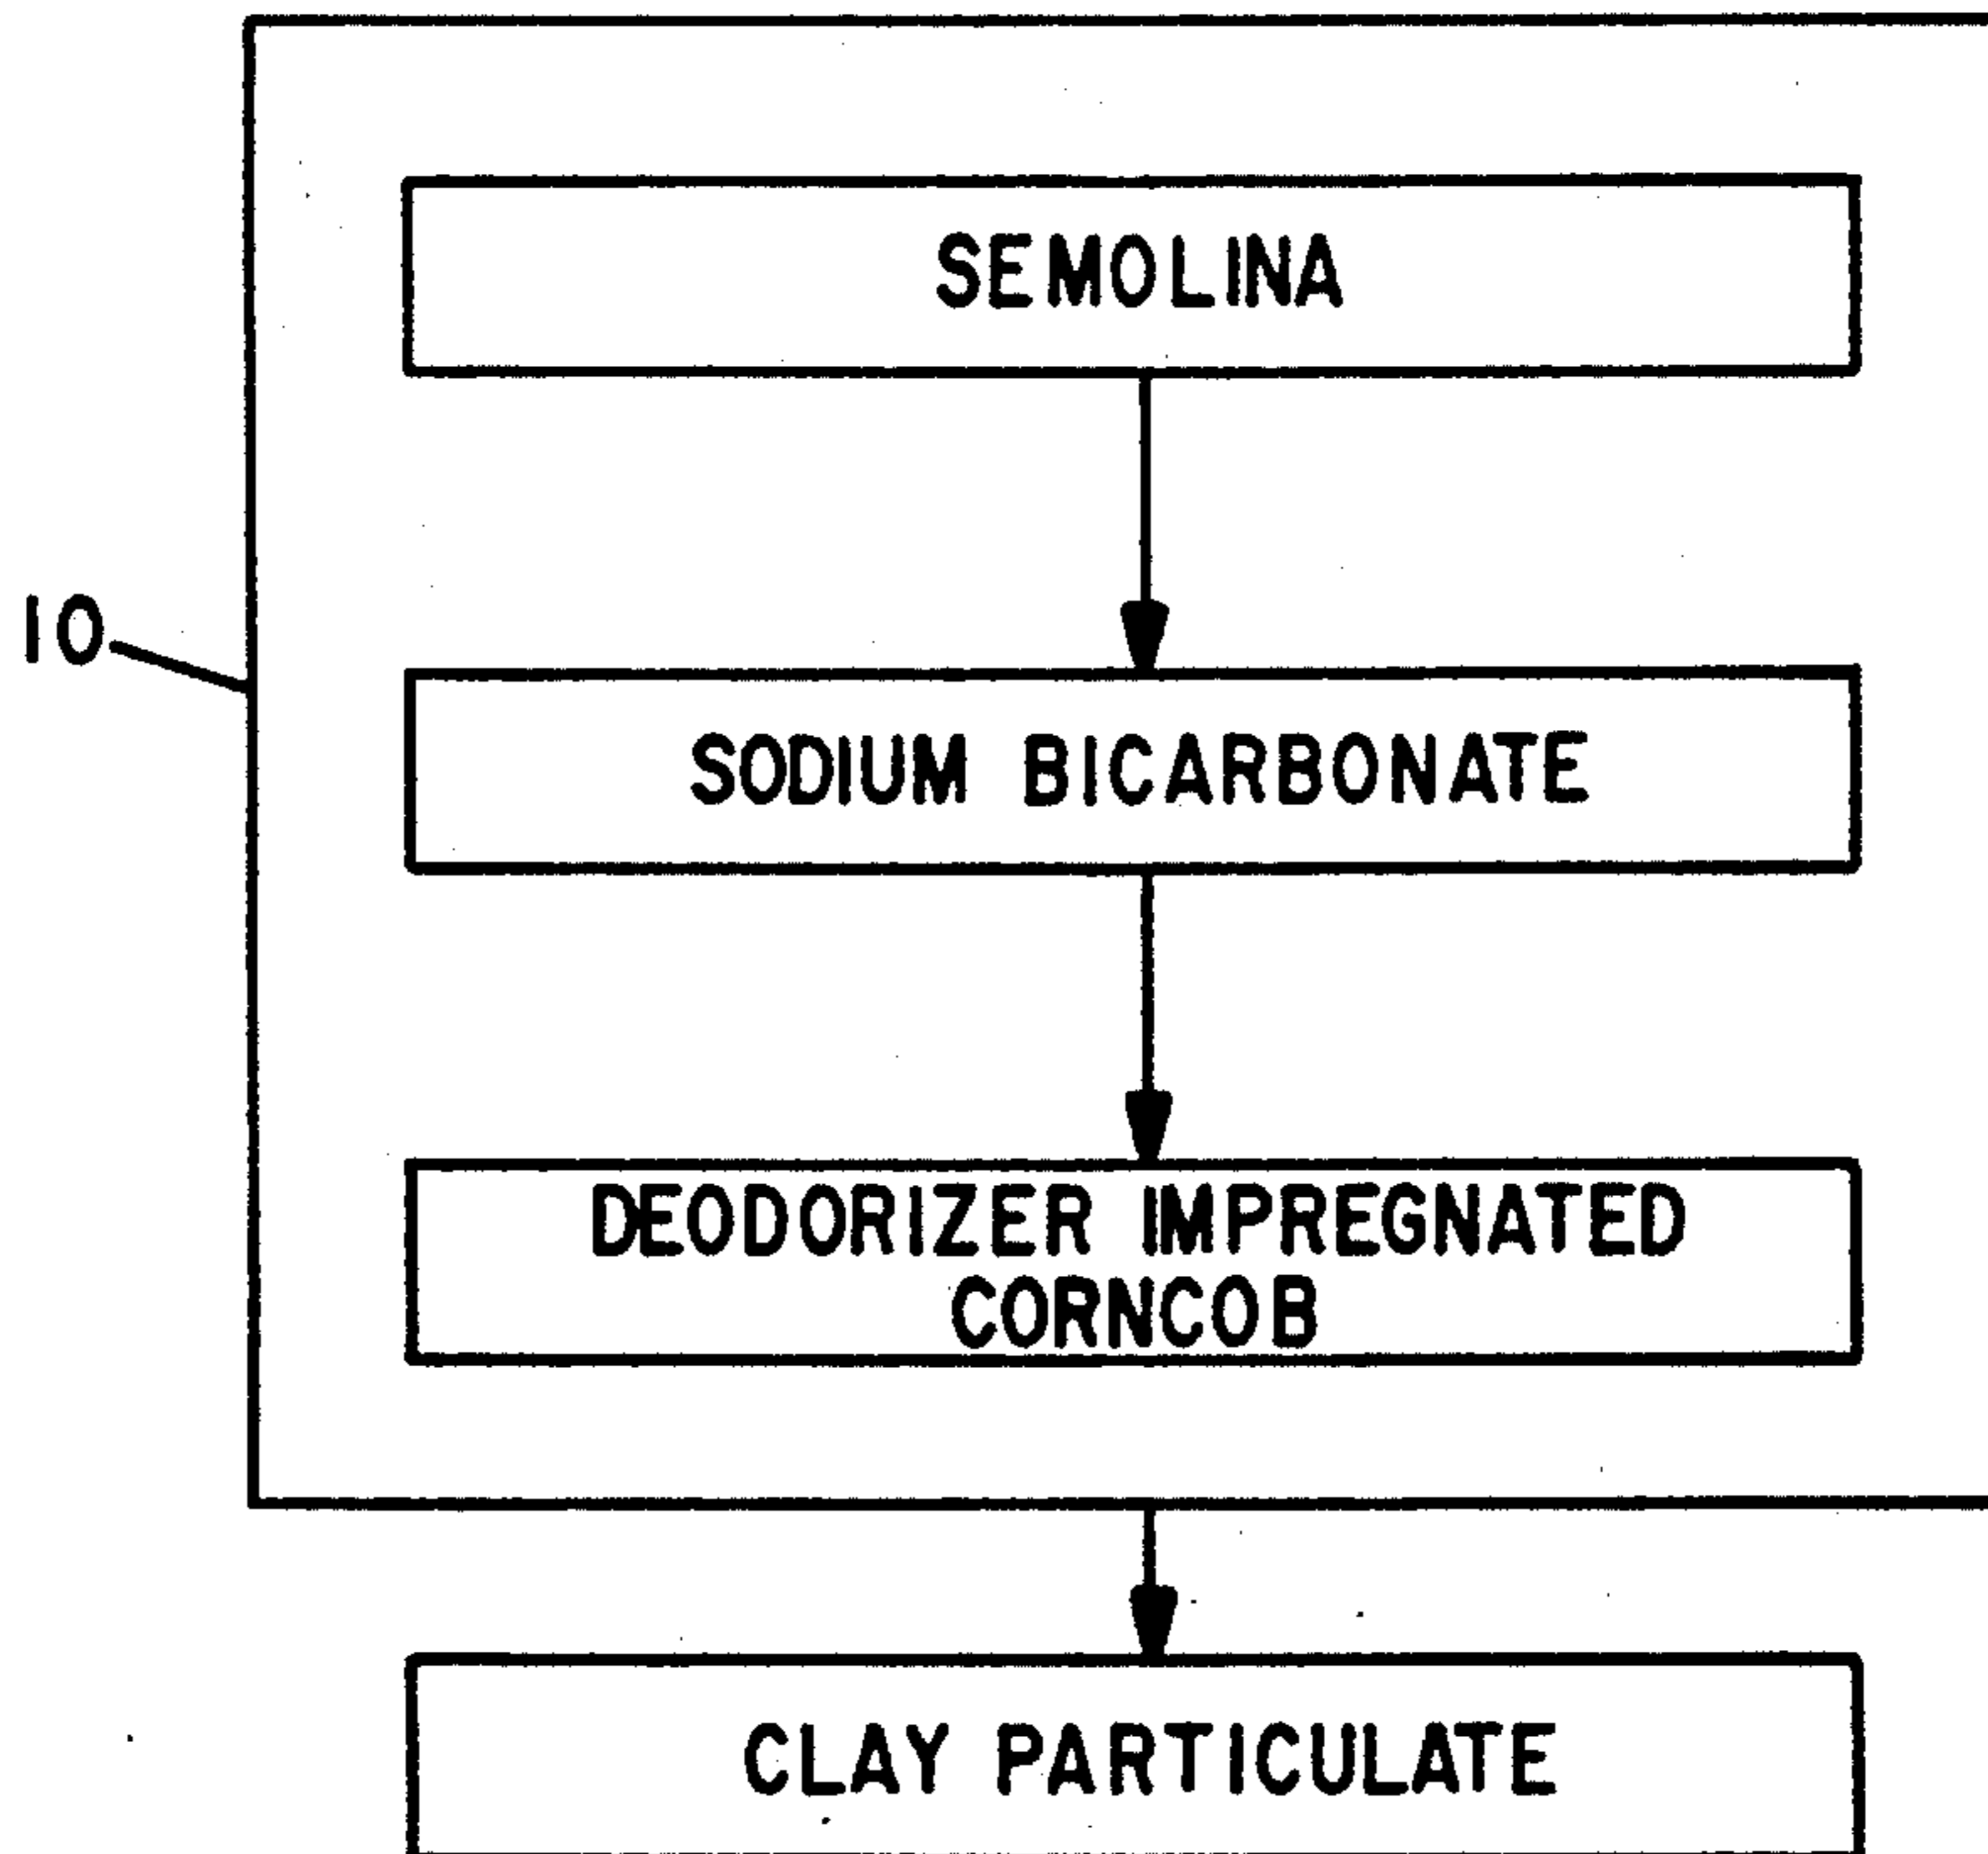 SEMOLINA
10
SODIUM BICARBONATE
DEODORIZER IMPREGNATED
CORNCOB
CLAY PARTICULATE